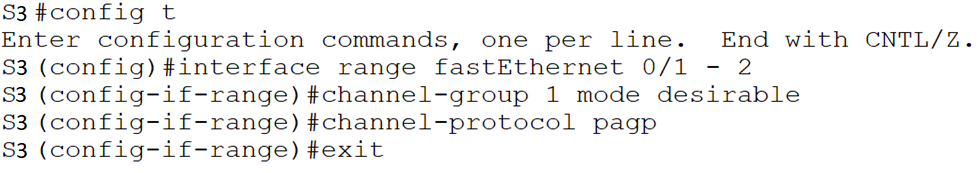 S3 #config t
Enter configuration commands, one per line.  End with CNTL/Z.
S3 (config)#interface range fastEthernet 0/1 - 2
S3 (config-if-range)#channel-group 1 mode desirable
S3 (config-if-range)#channel-protocol pagp
S3 (config-if-range)#exit